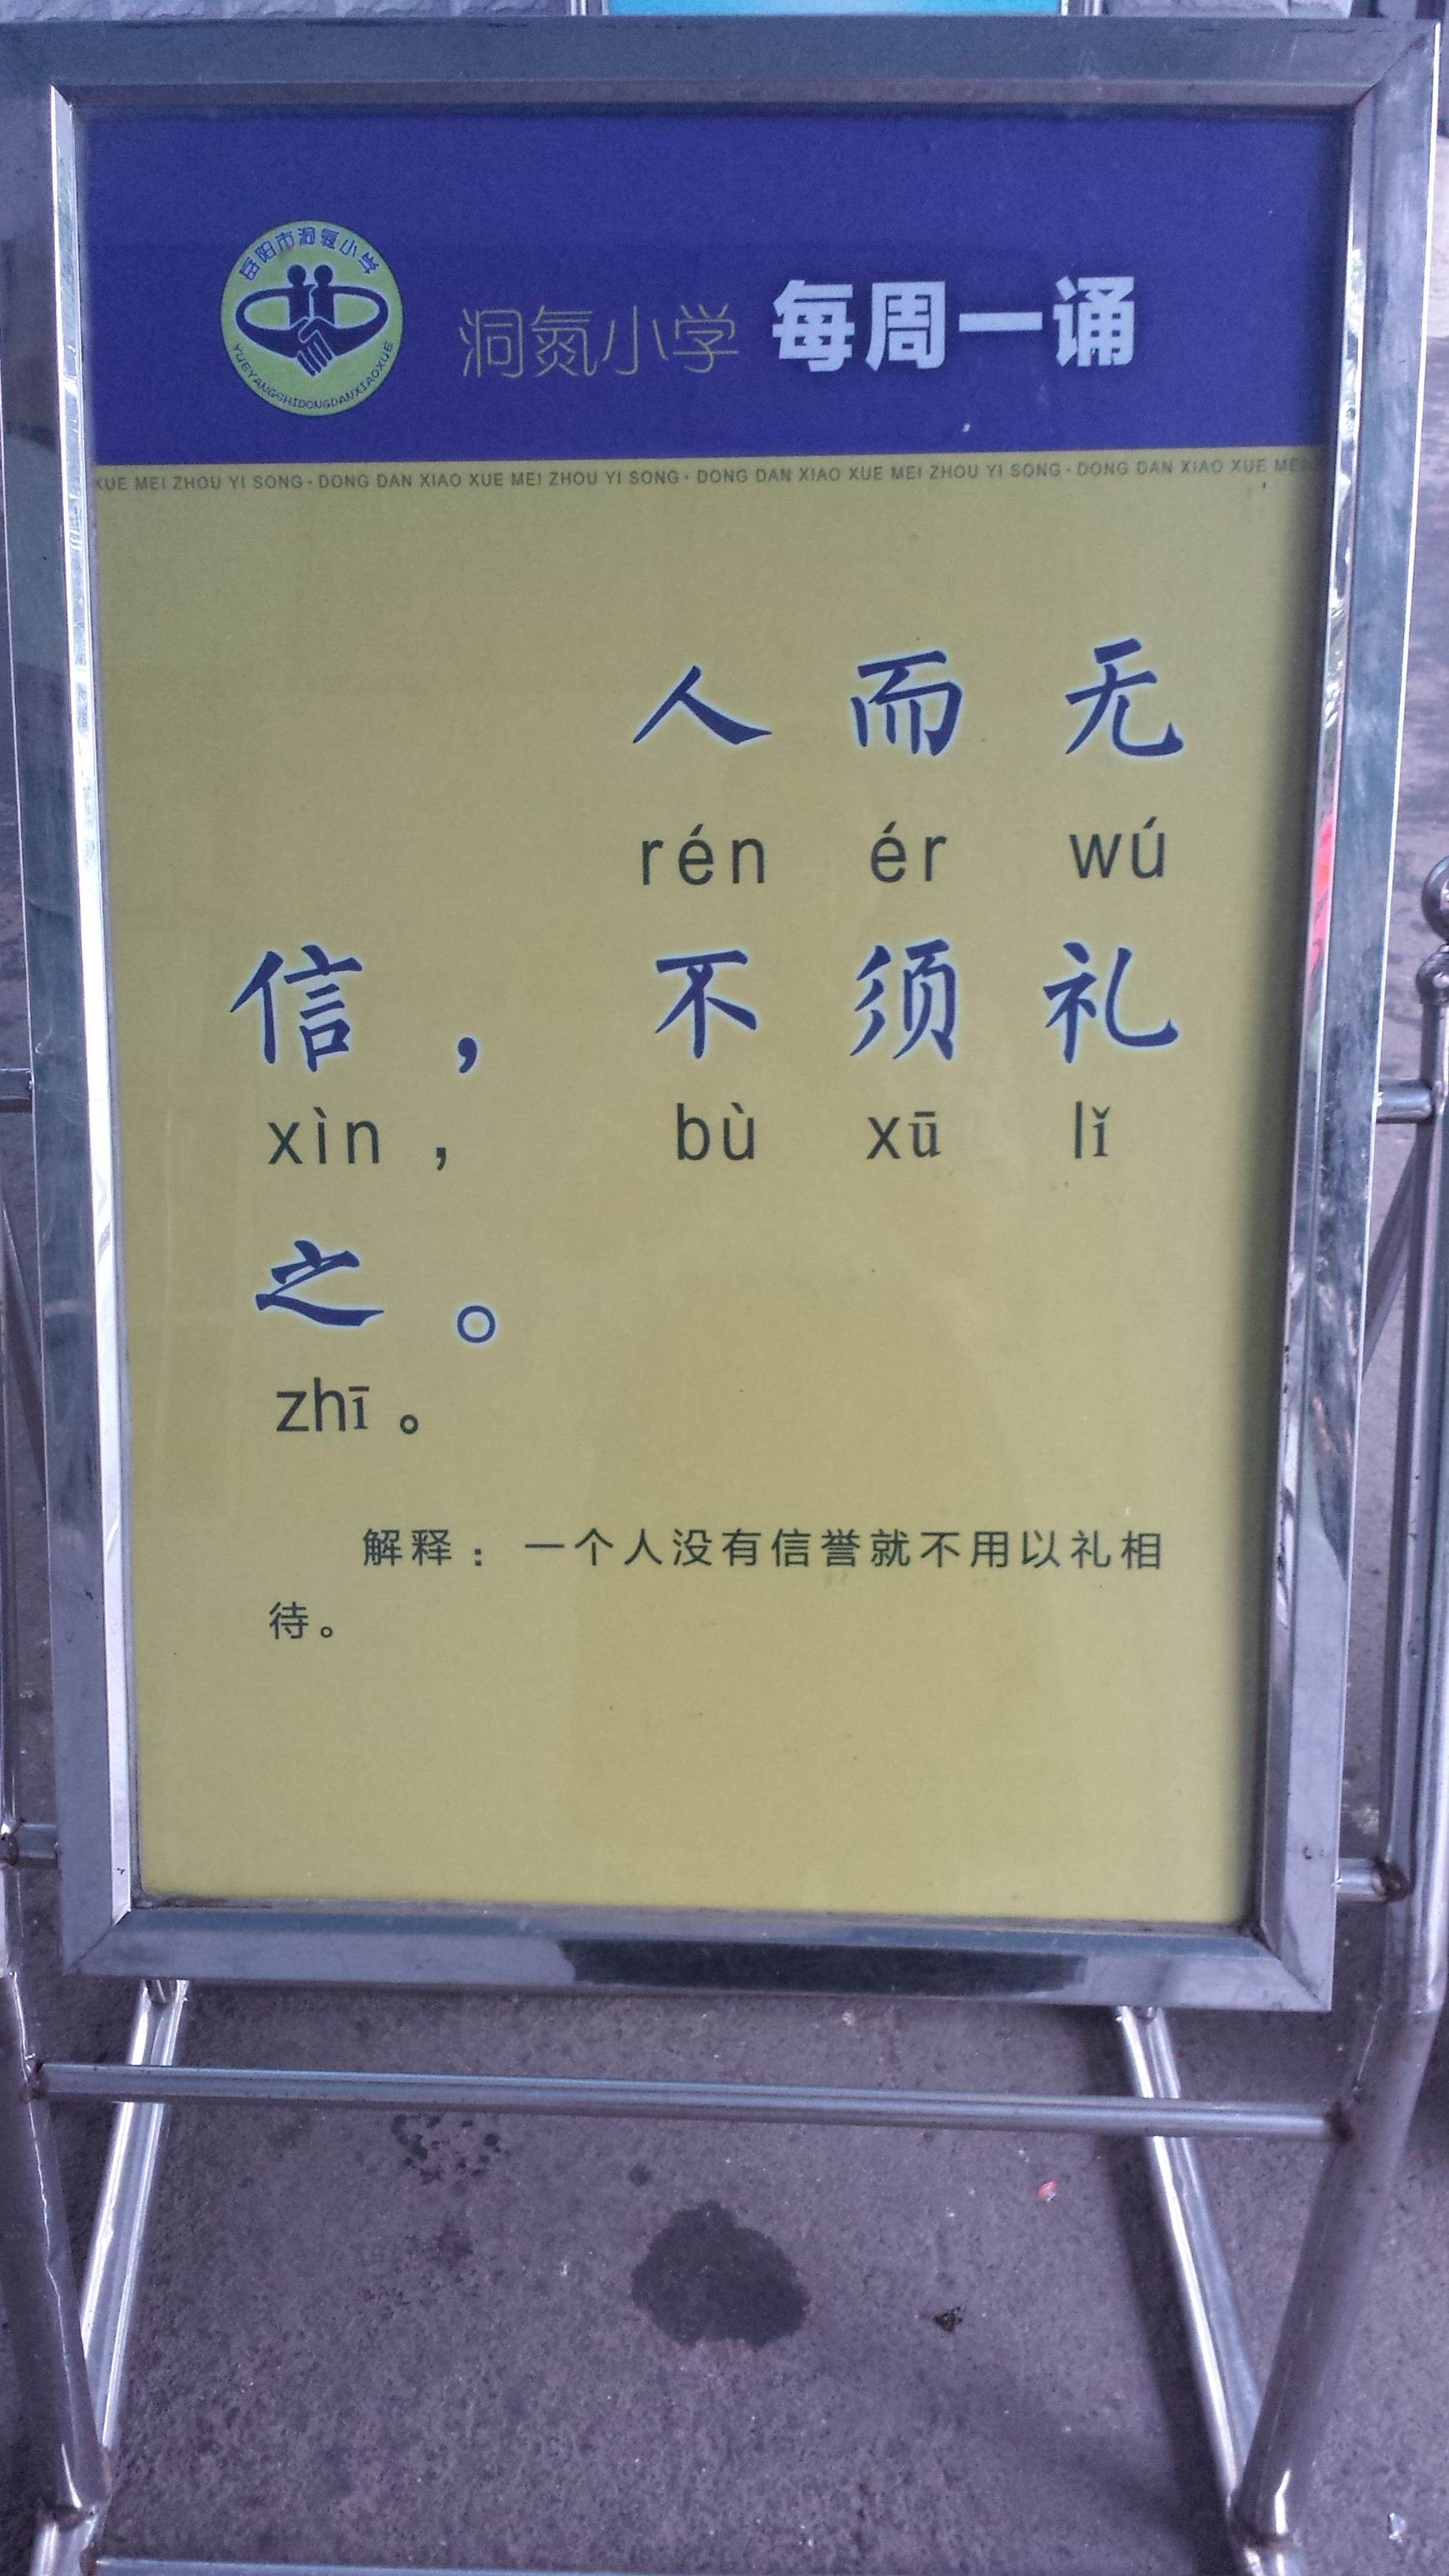 岳阳市洞氮小学
YUEYANGSHIDONGDANXIAOXUE
洞氮小学 每周一诵
XUE MEI ZHOU YI SONG · DONG DAN XIAO XUE MEI ZHOU YI SONG · DONG DAN XIAO XUE MEI ZHOU YI SONG · DONG DAN XIAO XUE MEI
人 而 无
rén ér wú
信 ， 不 须 礼
xìn ， bù xū lǐ
之 。
zhī 。
解释：一个人没有信誉就不用以礼相
待。